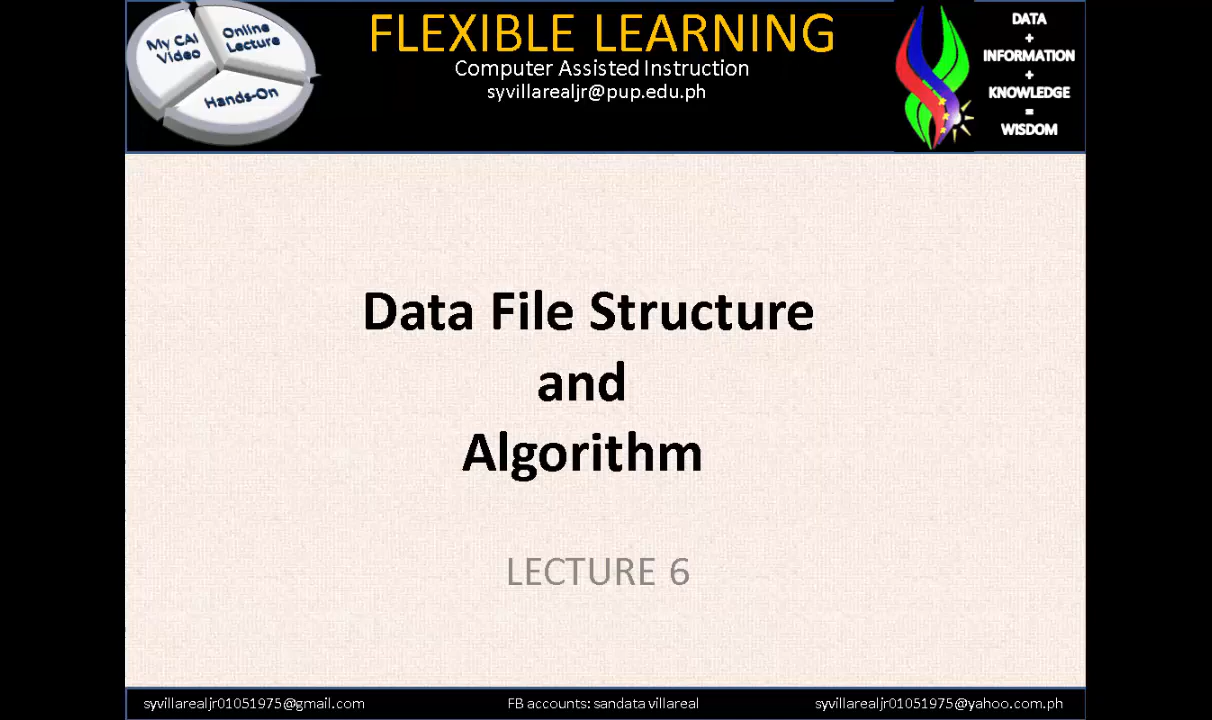 My CAI
Video
Online
Lecture
Hands-On
FLEXIBLE LEARNING
Computer Assisted Instruction
syvillarealjr@pup.edu.ph
DATA
+
INFORMATION
+
KNOWLEDGE
=
WISDOM
Data File Structure
and
Algorithm
LECTURE 6
syvillarealjr01051975@gmail.com
FB accounts: sandata villareal
syvillarealjr01051975@yahoo.com.ph